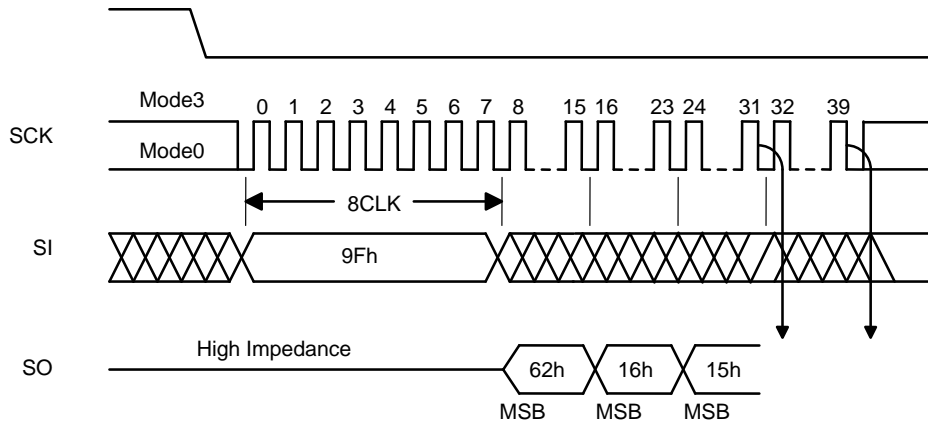 Mode3
0 1 2 3 4 5 6 7 8 15 16 23 24 31 32 39
SCK
Mode0
8CLK
SI
9Fh
High Impedance
SO
62h 16h 15h
MSB MSB MSB